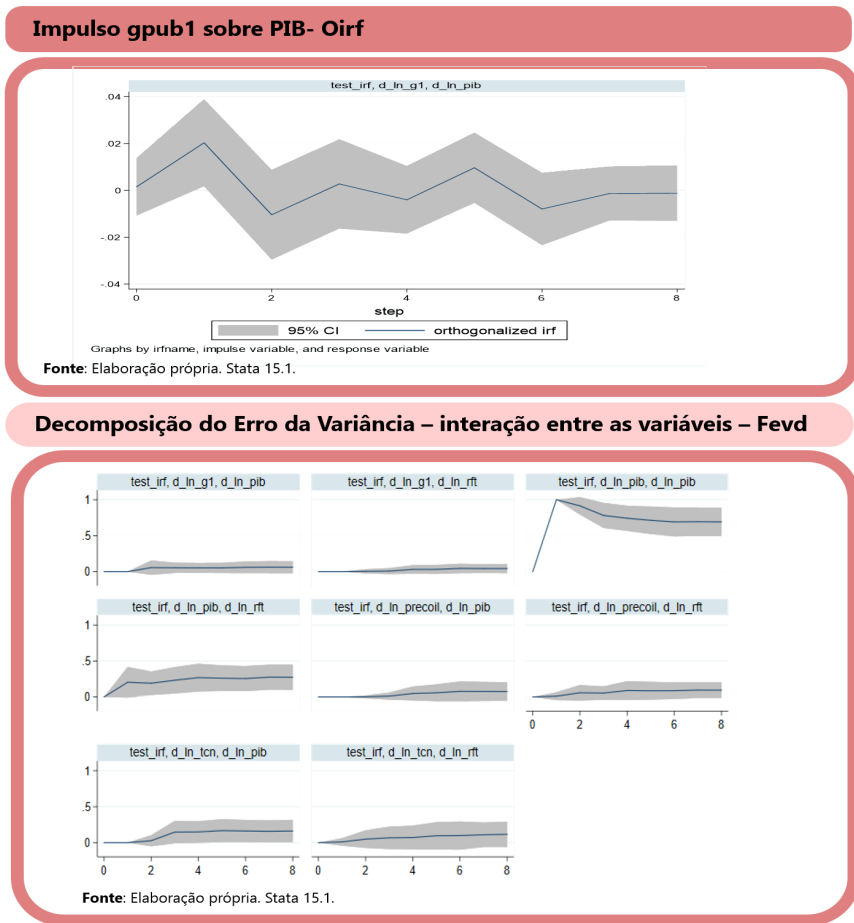 Impulso gpub1 sobre PIB- Oirf
test_irf, d_ln_g1, d_ln_pib
.04
.02
0
-.02
-.04
0 2 4 6 8
step
95% CI orthogonalized irf
Graphs by irfname, impulse variable, and response variable
Fonte: Elaboração própria. Stata 15.1.
Decomposição do Erro da Variância – interação entre as variáveis – Fevd
test_irf, d_ln_g1, d_ln_pib test_irf, d_ln_g1, d_ln_rft test_irf, d_ln_pib, d_ln_pib
1
.5
0
test_irf, d_ln_pib, d_ln_rft test_irf, d_ln_precoil, d_ln_pib test_irf, d_ln_precoil, d_ln_rft
1
.5
0
0 2 4 6 8
test_irf, d_ln_tcn, d_ln_pib test_irf, d_ln_tcn, d_ln_rft
1
.5
0
0 2 4 6 8 0 2 4 6 8
Fonte: Elaboração própria. Stata 15.1.